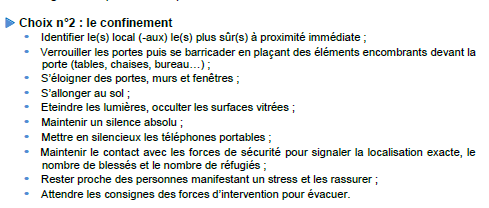 Choix n°2 : le confinement
Identifier le(s) local (-aux) le(s) plus sûr(s) à proximité immédiate ;
Verrouiller les portes puis se barricader en plaçant des éléments encombrants devant la
porte (tables, chaises, bureau…) ;
S'éloigner des portes, murs et fenêtres ;
S'allonger au sol ;
Eteindre les lumières, occulter les surfaces vitrées ;
Maintenir un silence absolu ;
Mettre en silencieux les téléphones portables ;
Maintenir le contact avec les forces de sécurité pour signaler la localisation exacte, le
nombre de blessés et le nombre de réfugiés ;
Rester proche des personnes manifestant un stress et les rassurer ;
Attendre les consignes des forces d'intervention pour évacuer.